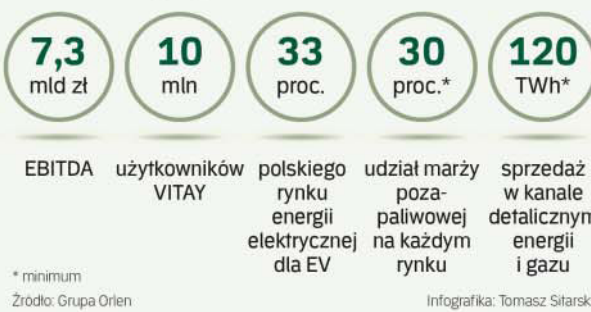 7,3
mld zł
10
mln
33
proc.
30
proc.*
120
TWh*
EBITDA
użytkowników
VITAY
polskiego
rynku
energii
elektrycznej
dla EV
udział marży
poza-
paliwowej
na każdym
rynku
sprzedaż
w kanale
detalicznym
energii
i gazu
* minimum
Źródło: Grupa Orlen
Infografika: Tomasz Sitarsk